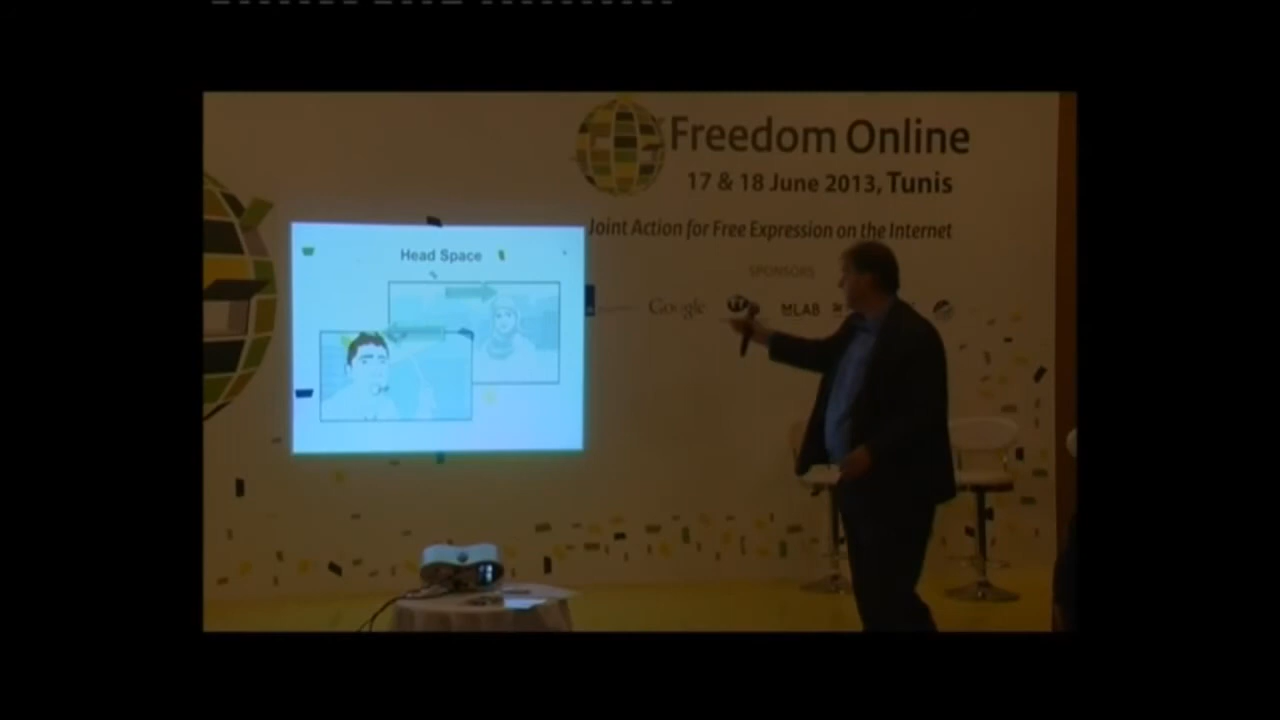 Freedom Online
17 & 18 June 2013, Tunis
Joint Action for Free Expression on the Internet
SPONSORS
Google
MLAB
Head Space